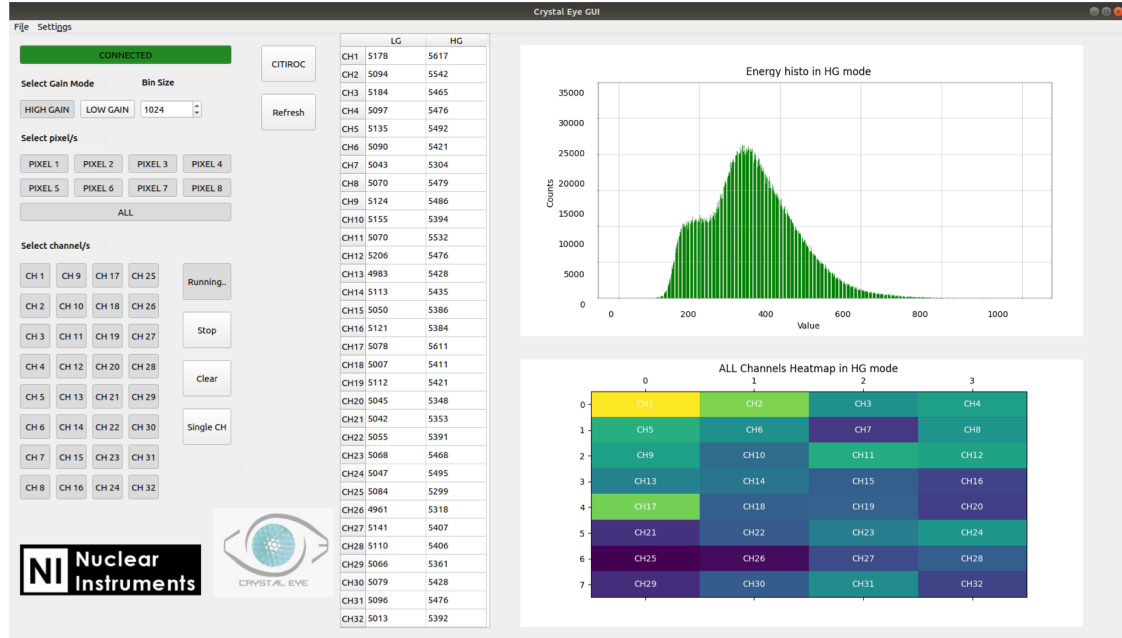 Crystal Eye GUI
File Settings
CONNECTED
Select Gain Mode Bin Size
HIGH GAIN LOW GAIN 1024
Select pixel/s
PIXEL 1 PIXEL 2 PIXEL 3 PIXEL 4
PIXEL 5 PIXEL 6 PIXEL 7 PIXEL 8
ALL
Select channel/s
CH 1 CH 9 CH 17 CH 25
CH 2 CH 10 CH 18 CH 26
CH 3 CH 11 CH 19 CH 27
CH 4 CH 12 CH 20 CH 28
CH 5 CH 13 CH 21 CH 29
CH 6 CH 14 CH 22 CH 30
CH 7 CH 15 CH 23 CH 31
CH 8 CH 16 CH 24 CH 32
Running..
Stop
Clear
Single CH
NI Nuclear
Instruments
CRYSTAL EYE
CITIROC
Refresh
LG HG
CH1 5178 5617
CH2 5094 5542
CH3 5184 5465
CH4 5097 5476
CH5 5135 5492
CH6 5090 5421
CH7 5043 5304
CH8 5070 5479
CH9 5124 5486
CH10 5155 5394
CH11 5070 5532
CH12 5206 5476
CH13 4983 5428
CH14 5113 5435
CH15 5050 5386
CH16 5121 5384
CH17 5078 5611
CH18 5007 5411
CH19 5112 5421
CH20 5045 5348
CH21 5042 5353
CH22 5055 5391
CH23 5068 5468
CH24 5047 5495
CH25 5084 5299
CH26 4961 5318
CH27 5141 5407
CH28 5110 5406
CH29 5066 5361
CH30 5079 5428
CH31 5096 5476
CH32 5013 5392
Energy histo in HG mode
35000
30000
25000
20000
15000
10000
5000
0
Counts
0 200 400 600 800 1000
Value
ALL Channels Heatmap in HG mode
0 1 2 3
0 CH1 CH2 CH3 CH4
1 CH5 CH6 CH7 CH8
2 CH9 CH10 CH11 CH12
3 CH13 CH14 CH15 CH16
4 CH17 CH18 CH19 CH20
5 CH21 CH22 CH23 CH24
6 CH25 CH26 CH27 CH28
7 CH29 CH30 CH31 CH32